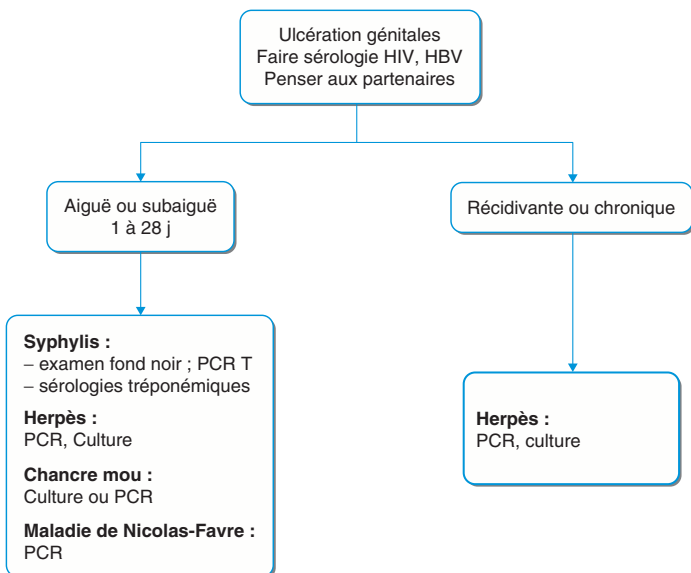 Ulcération génitales
Faire sérologie HIV, HBV
Penser aux partenaires
Aiguë ou subaiguë
1 à 28 j
Récidivante ou chronique
Syphylis :
– examen fond noir ; PCR T
– sérologies tréponémiques
Herpès :
PCR, Culture
Chancre mou :
Culture ou PCR
Maladie de Nicolas-Favre :
PCR
Herpès :
PCR, culture